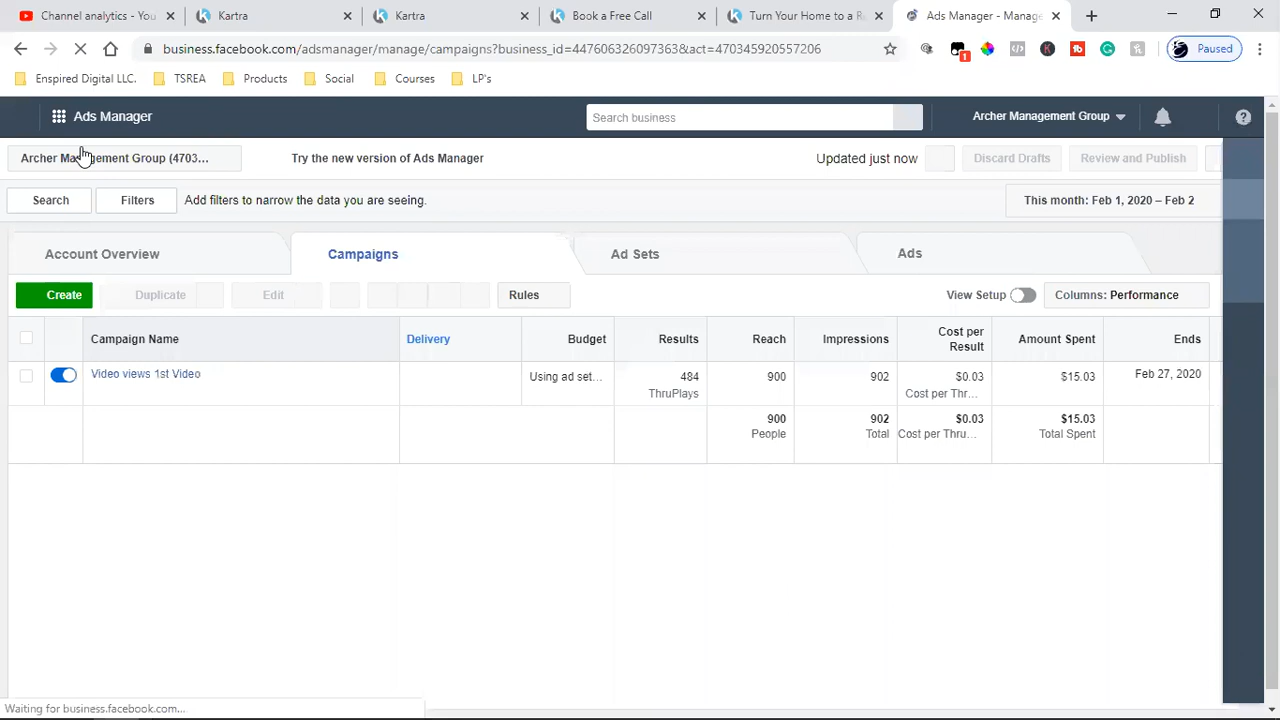 Channel analytics - You
Kartra
Kartra
Book a Free Call
Turn Your Home to a R
Ads Manager - Manage
business.facebook.com/adsmanager/manage/campaigns?business_id=447606326097363&act=470345920557206
Paused
Enspired Digital LLC.
TSREA
Products
Social
Courses
LP's
Ads Manager
Search business
Archer Management Group
Archer Management Group (4703...
Try the new version of Ads Manager
Updated just now
Discard Drafts
Review and Publish
Search
Filters
Add filters to narrow the data you are seeing.
This month: Feb 1, 2020 – Feb 2
Account Overview
Campaigns
Ad Sets
Ads
Create
Duplicate
Edit
Rules
View Setup
Columns: Performance
Campaign Name
Delivery
Budget
Results
Reach
Impressions
Cost per
Result
Amount Spent
Ends
Video views 1st Video
Using ad set...
484
ThruPlays
900
902
$0.03
Cost per Thr...
$15.03
Feb 27, 2020
900
People
902
Total
$0.03
Cost per Thru...
$15.03
Total Spent
Waiting for business.facebook.com...